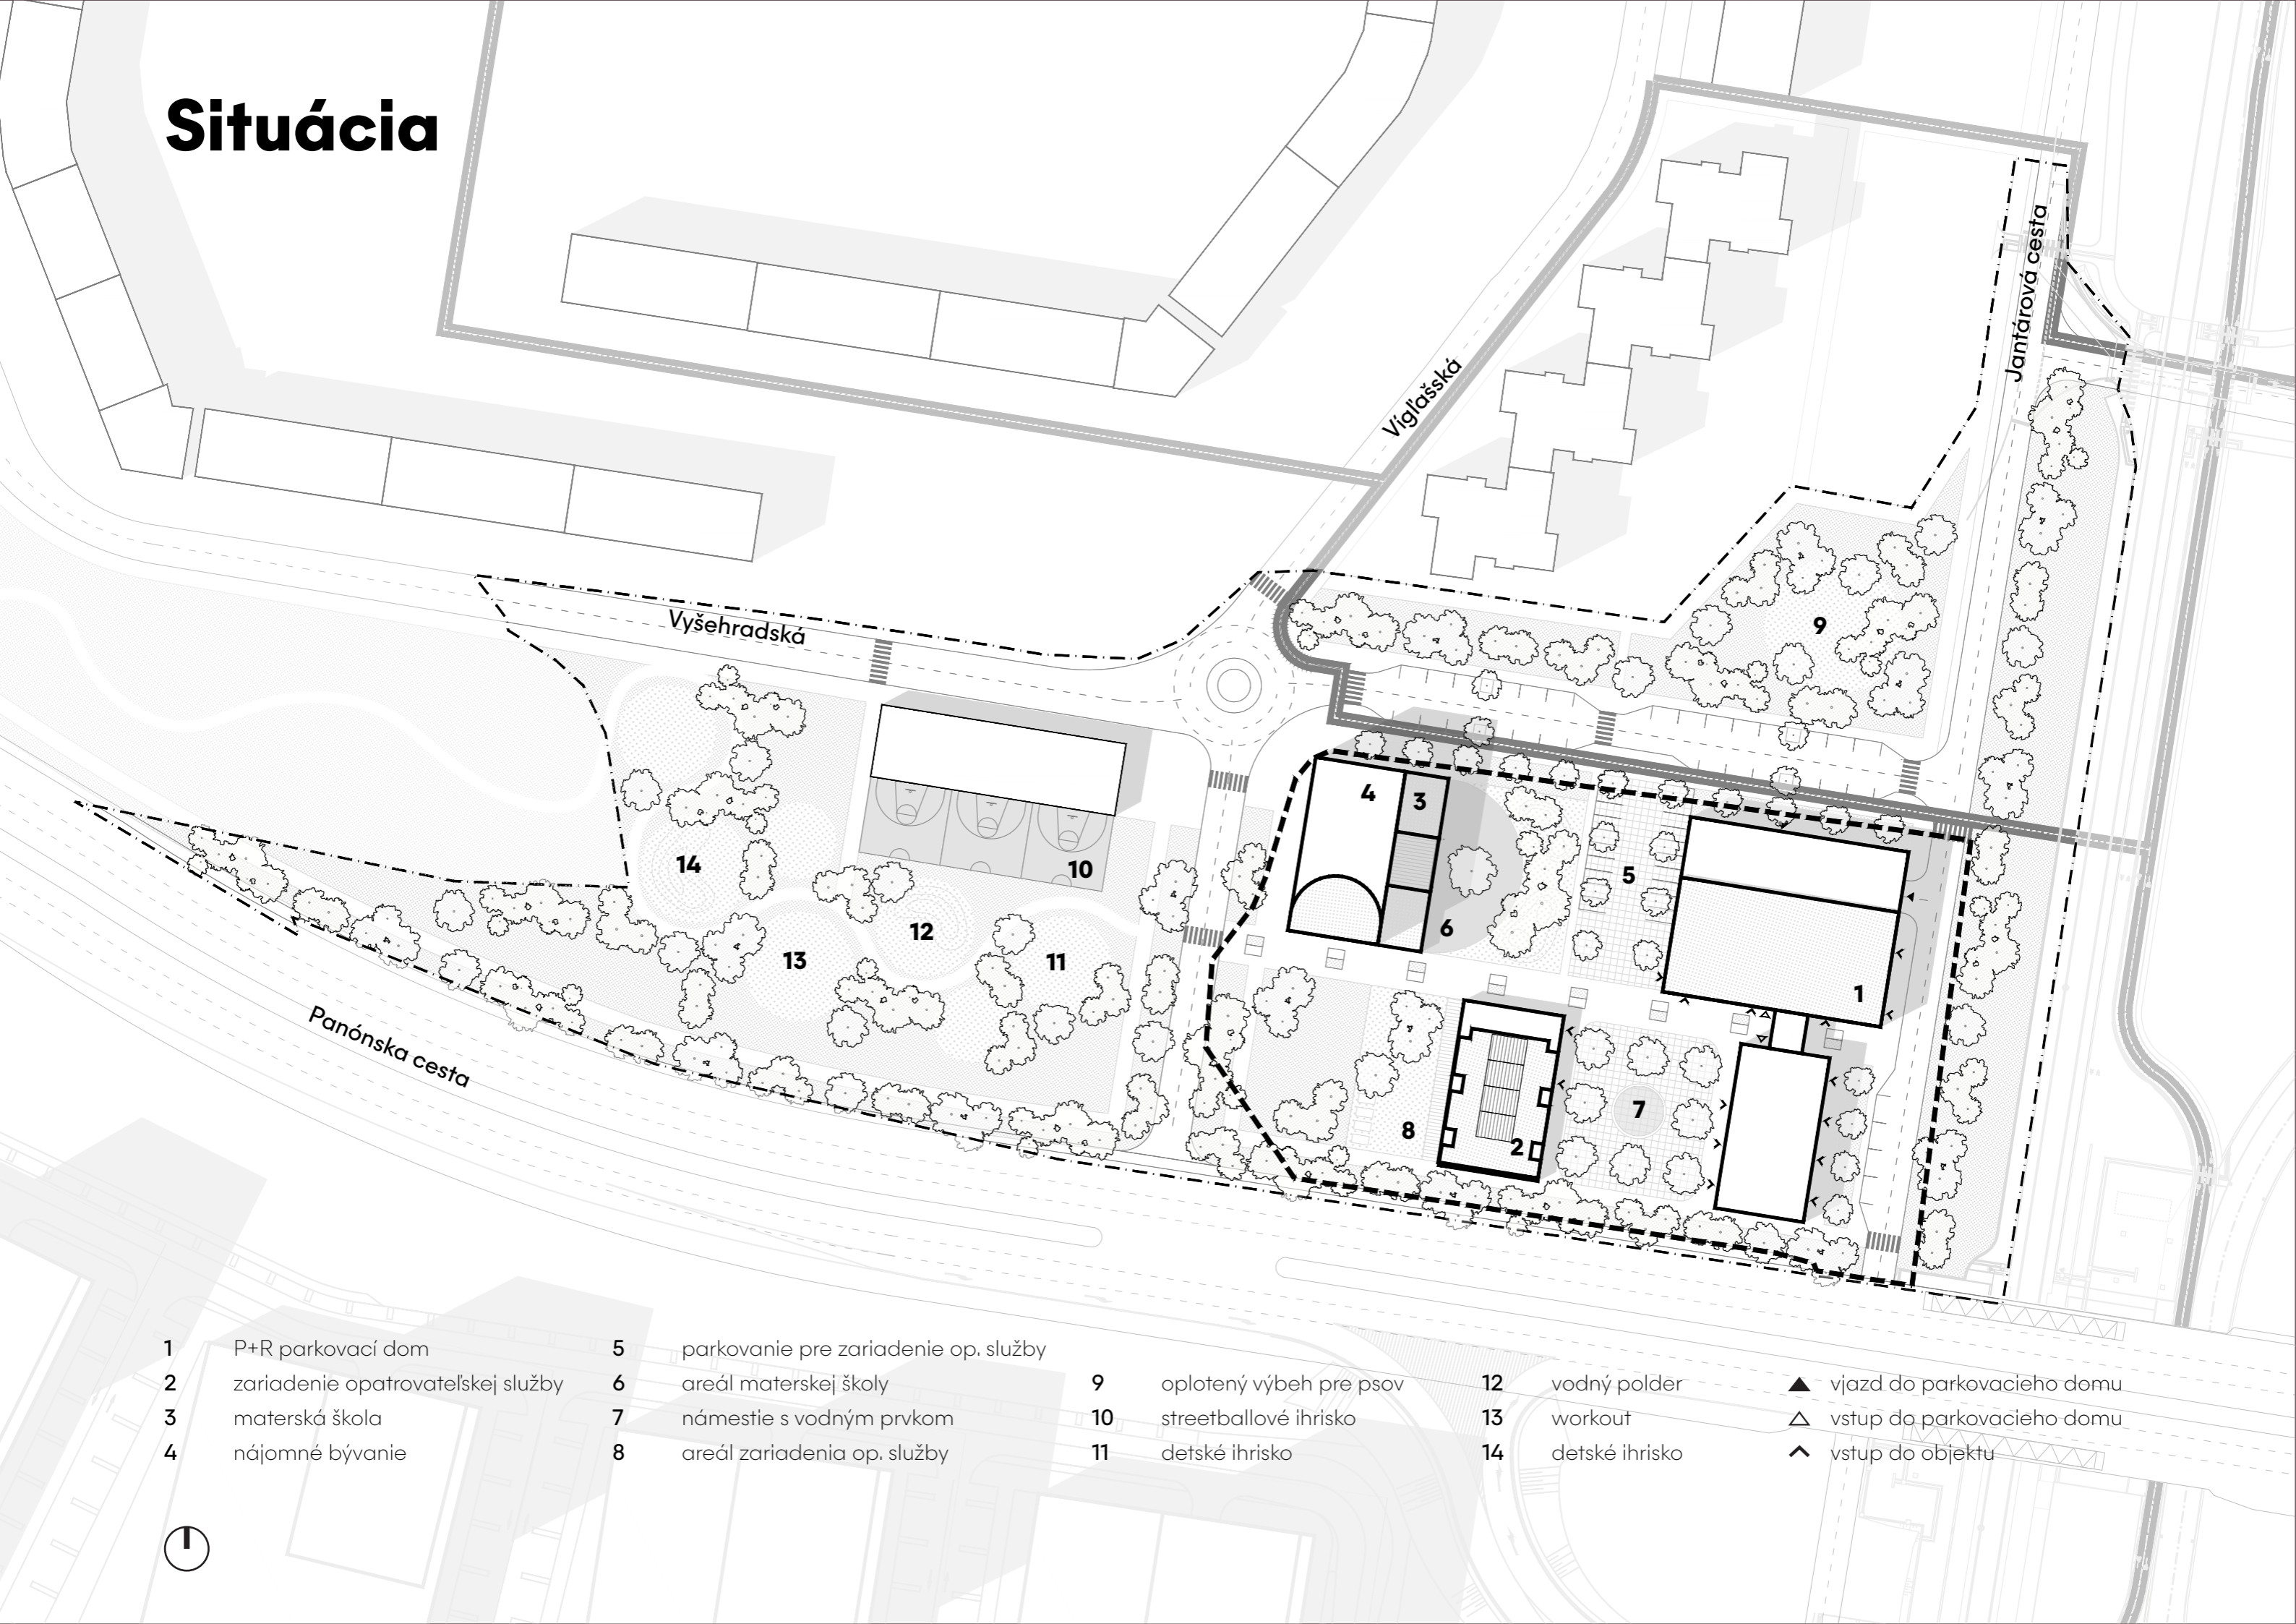 Situácia
Jantárová cesta
Vígľašská
Vyšehradská
9
4
3
14
10
5
12
6
13
11
1
7
8
2
Panónska cesta
1 P+R parkovací dom
2 zariadenie opatrovateľskej služby
3 materská škola
4 nájomné bývanie
5 parkovanie pre zariadenie op. služby
6 areál materskej školy
7 námestie s vodným prvkom
8 areál zariadenia op. služby
9 oplotený výbeh pre psov
10 streetballové ihrisko
11 detské ihrisko
12 vodný polder
13 workout
14 detské ihrisko
vjazd do parkovacieho domu
vstup do parkovacieho domu
vstup do objektu